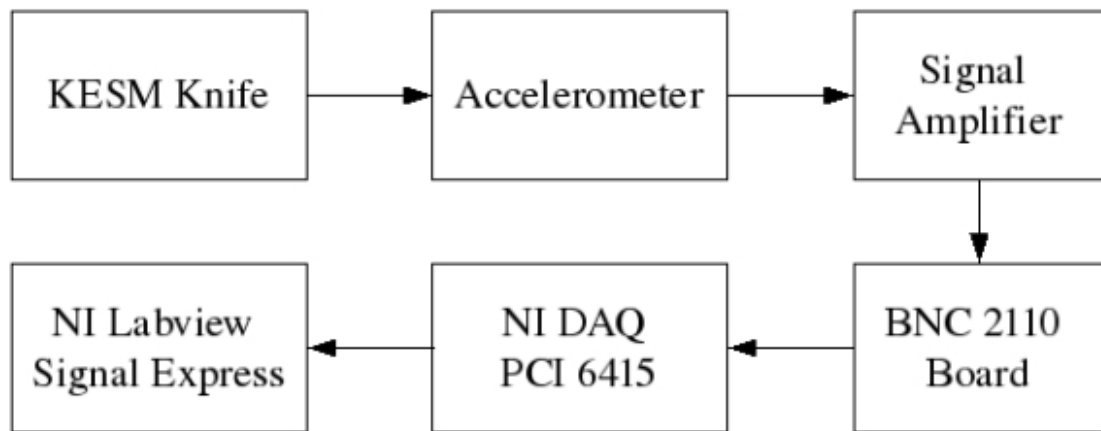 KESM Knife
Accelerometer
Signal
Amplifier
NI Labview
Signal Express
NI DAQ
PCI 6415
BNC 2110
Board